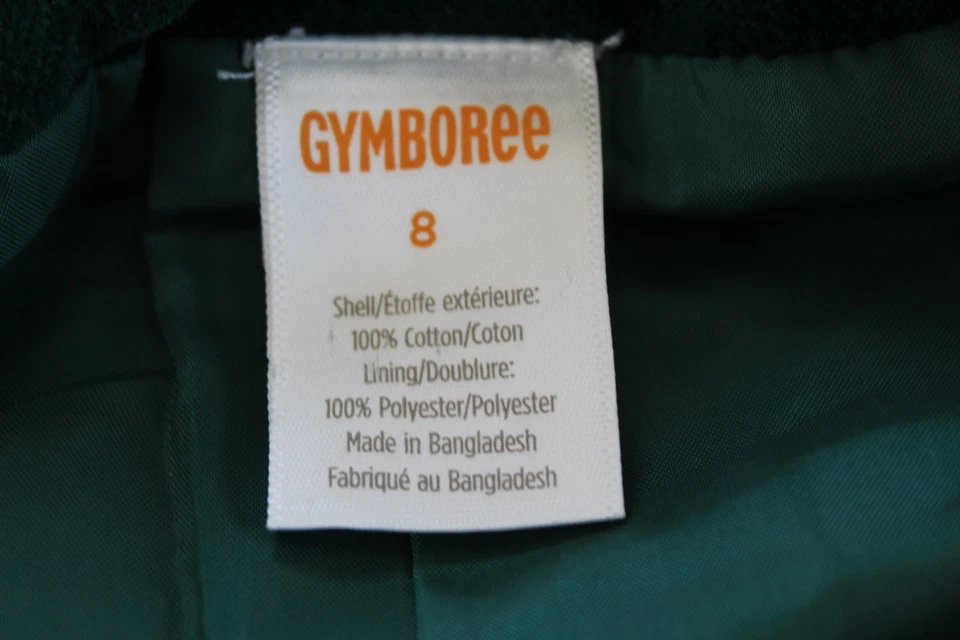 GYMBOREE
8
Shell/Étoffe extérieure:
100% Cotton/Coton
Lining/Doublure:
100% Polyester/Polyester
Made in Bangladesh
Fabriqué au Bangladesh